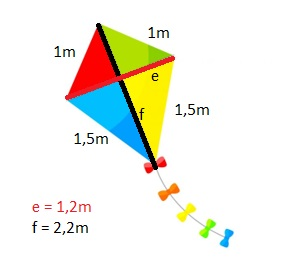 1m
1m
e
f
1,5m
1,5m
e = 1,2m
f = 2,2m